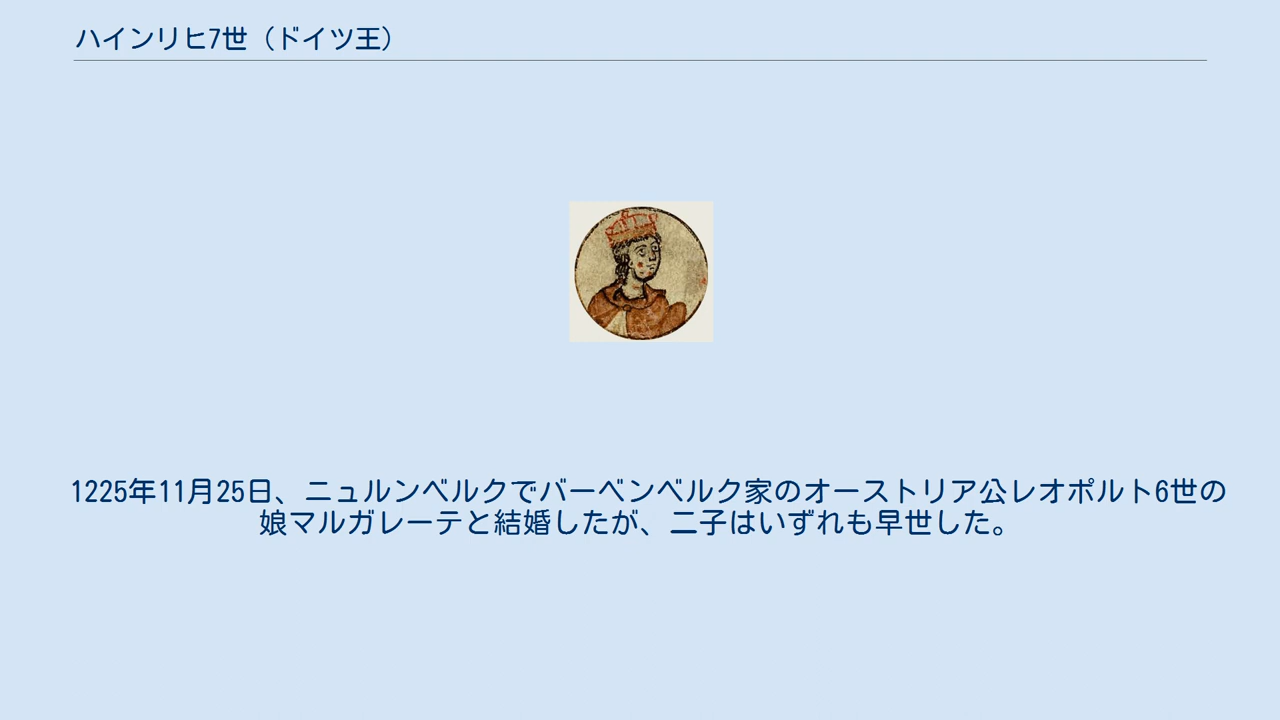 ハインリヒ7世（ドイツ王）
1225年11月25日、ニュルンベルクでバーベンベルク家のオーストリア公レオポルト6世の
娘マルガレーテと結婚したが、二子はいずれも早世した。